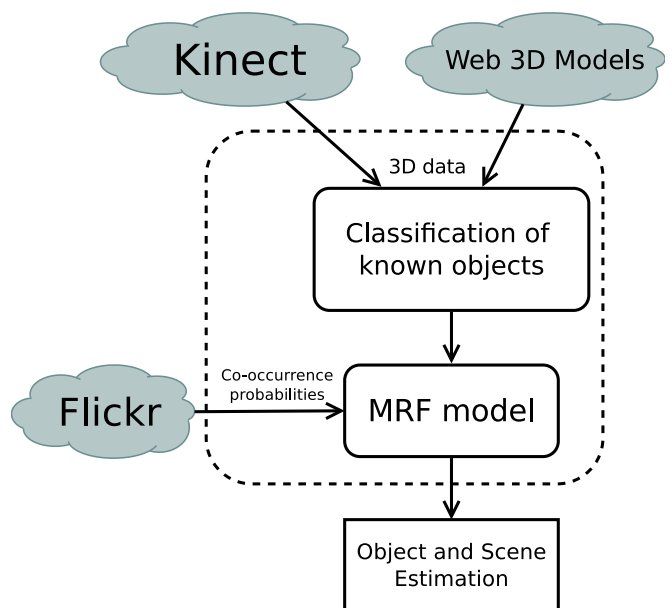 Kinect
Web 3D Models
3D data
Classification of
known objects
Co-occurrence
probabilities
Flickr
MRF model
Object and Scene
Estimation